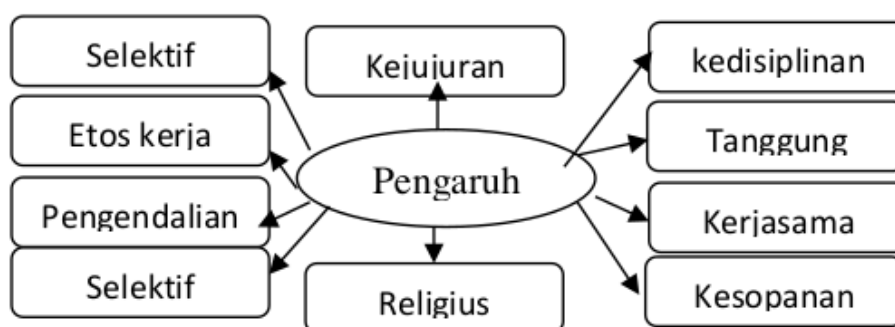 Selektif
Kejujuran
kedisiplinan
Etos kerja
Tanggung
Pengaruh
Pengendalian
Kerjasama
Selektif
Religius
Kesopanan